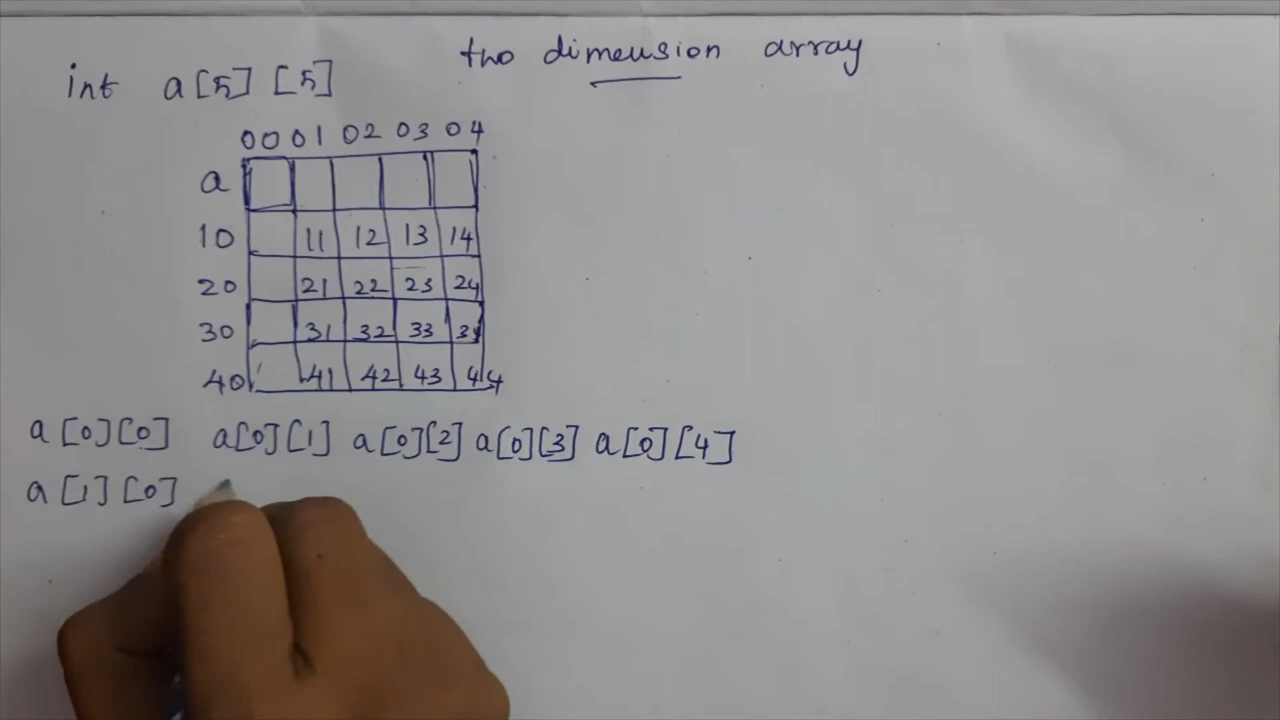 two dimension array
int a[5] [5]
00 01 02 03 04
a
10 11 12 13 14
20 21 22 23 24
30 31 32 33 34
40 41 42 43 44
a[0][0] a[0][1] a[0][2] a[0][3] a[0][4]
a[1][0]